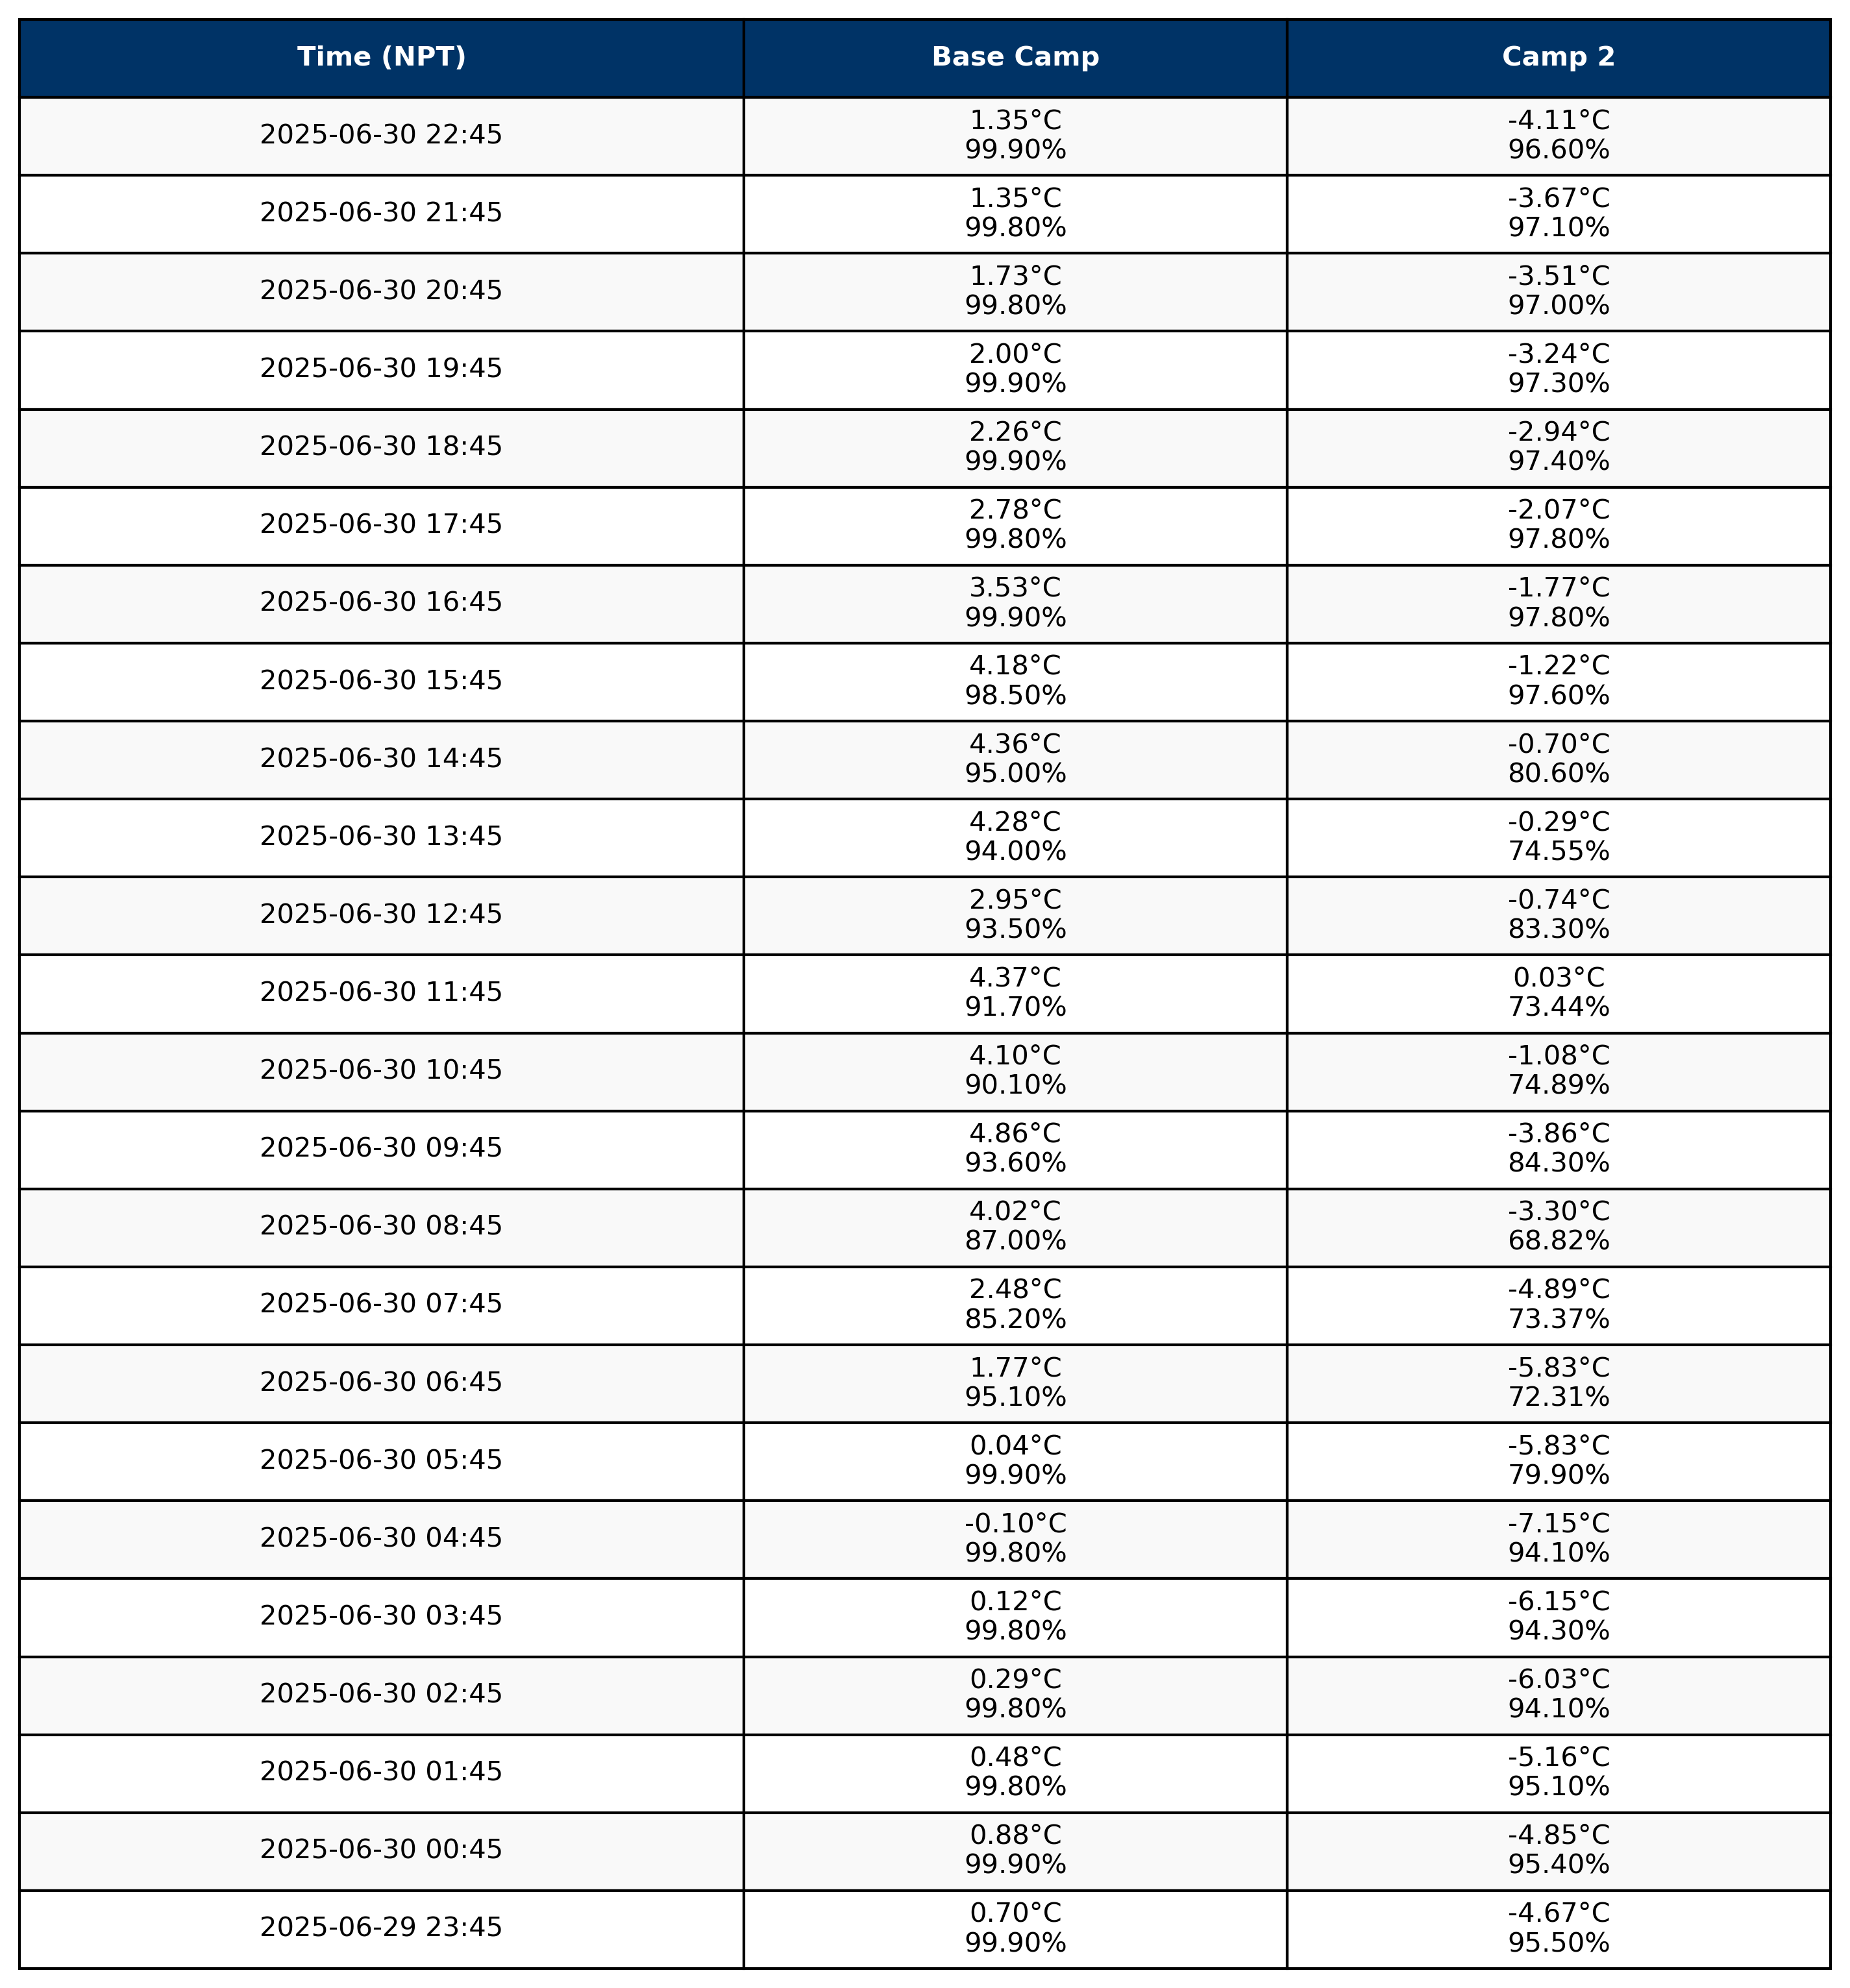 Time (NPT) Base Camp Camp 2
2025-06-30 22:45 1.35°C -4.11°C
99.90% 96.60%
2025-06-30 21:45 1.35°C -3.67°C
99.80% 97.10%
2025-06-30 20:45 1.73°C -3.51°C
99.80% 97.00%
2025-06-30 19:45 2.00°C -3.24°C
99.90% 97.30%
2025-06-30 18:45 2.26°C -2.94°C
99.90% 97.40%
2025-06-30 17:45 2.78°C -2.07°C
99.80% 97.80%
2025-06-30 16:45 3.53°C -1.77°C
99.90% 97.80%
2025-06-30 15:45 4.18°C -1.22°C
98.50% 97.60%
2025-06-30 14:45 4.36°C -0.70°C
95.00% 80.60%
2025-06-30 13:45 4.28°C -0.29°C
94.00% 74.55%
2025-06-30 12:45 2.95°C -0.74°C
93.50% 83.30%
2025-06-30 11:45 4.37°C 0.03°C
91.70% 73.44%
2025-06-30 10:45 4.10°C -1.08°C
90.10% 74.89%
2025-06-30 09:45 4.86°C -3.86°C
93.60% 84.30%
2025-06-30 08:45 4.02°C -3.30°C
87.00% 68.82%
2025-06-30 07:45 2.48°C -4.89°C
85.20% 73.37%
2025-06-30 06:45 1.77°C -5.83°C
95.10% 72.31%
2025-06-30 05:45 0.04°C -5.83°C
99.90% 79.90%
2025-06-30 04:45 -0.10°C -7.15°C
99.80% 94.10%
2025-06-30 03:45 0.12°C -6.15°C
99.80% 94.30%
2025-06-30 02:45 0.29°C -6.03°C
99.80% 94.10%
2025-06-30 01:45 0.48°C -5.16°C
99.80% 95.10%
2025-06-30 00:45 0.88°C -4.85°C
99.90% 95.40%
2025-06-29 23:45 0.70°C -4.67°C
99.90% 95.50%